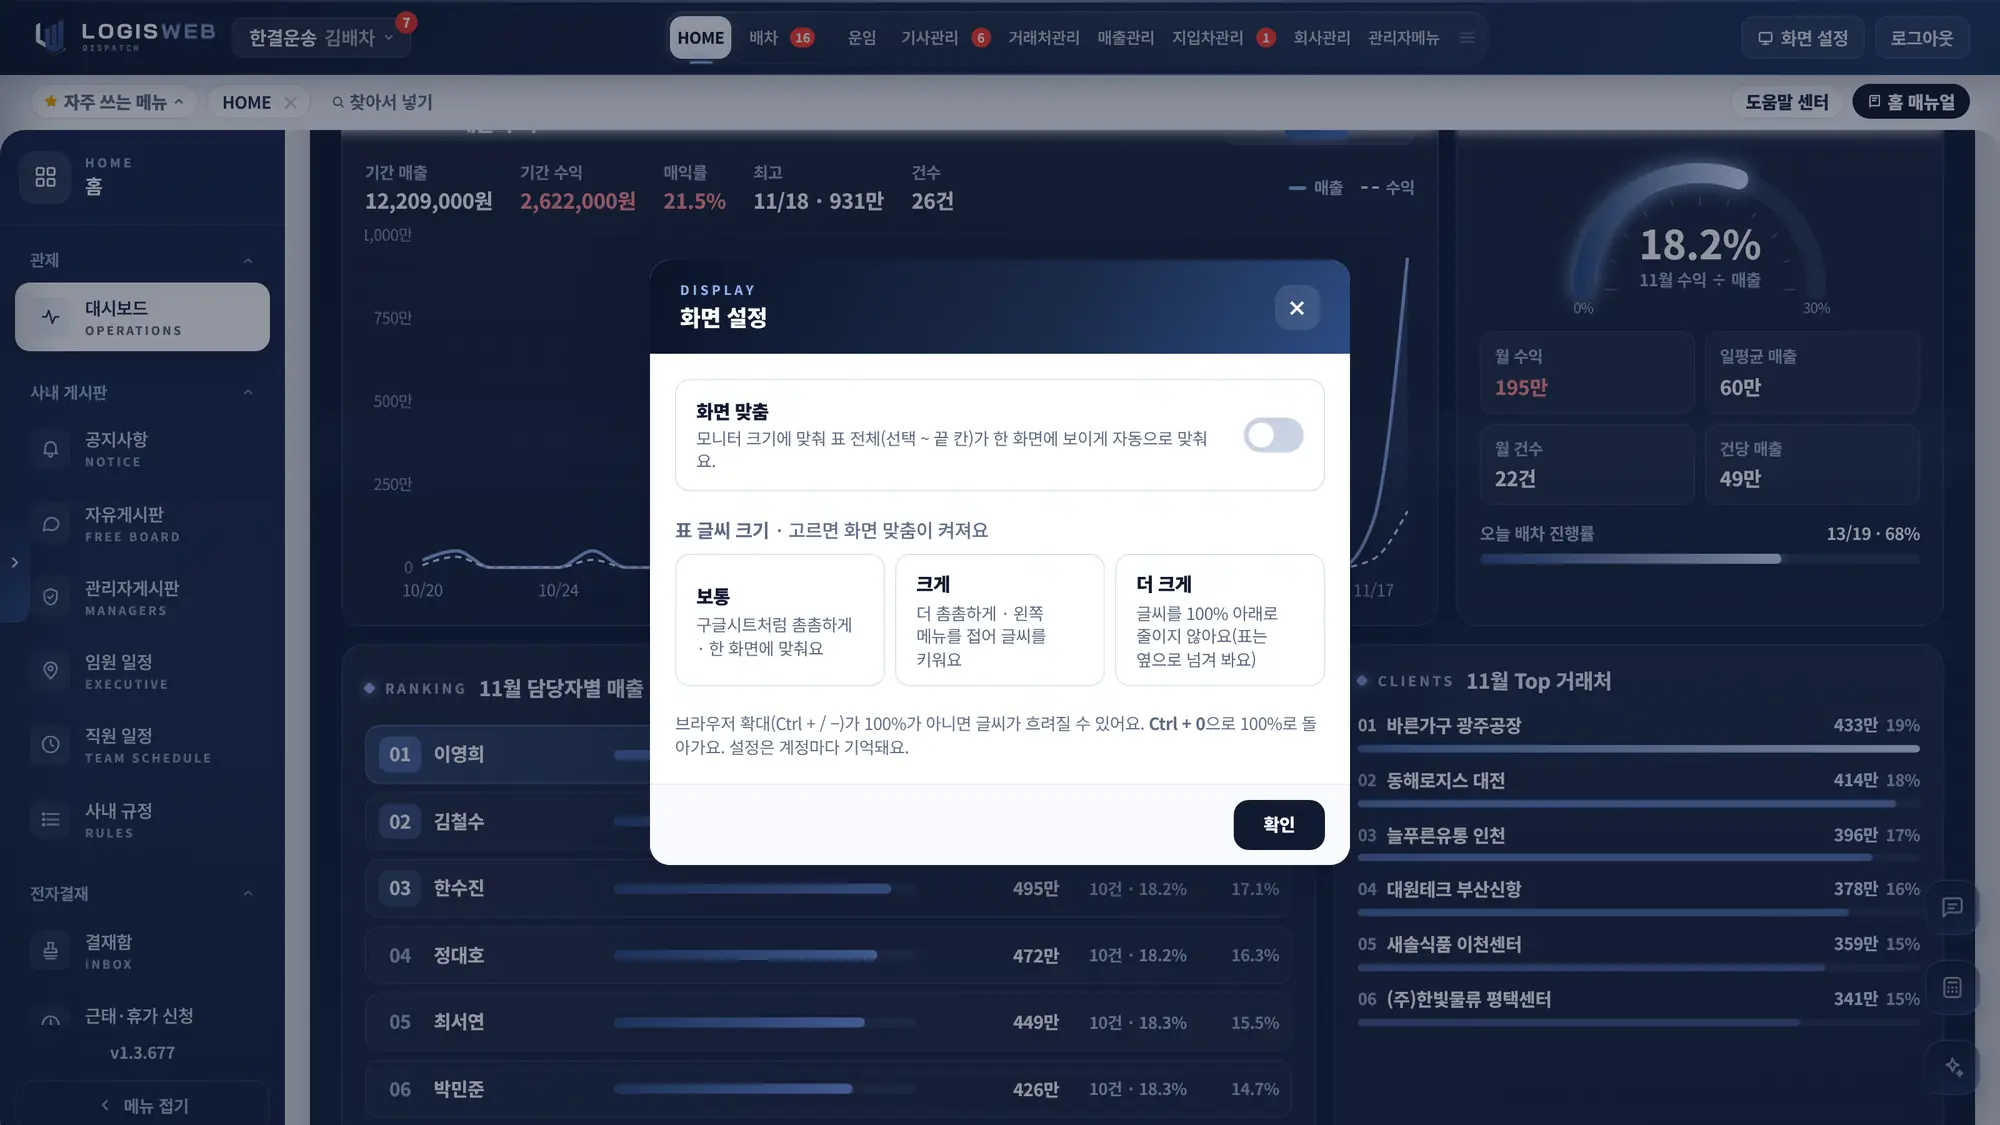 LOGISWEB
DISPATCH
한결운송 김배차
7
HOME
배차 16
운임
기사관리 6
거래처관리
매출관리
지입차관리 1
회사관리
관리자메뉴
화면 설정
로그아웃
자주 쓰는 메뉴
HOME
찾아서 넣기
도움말 센터
홈 매뉴얼
HOME
홈
관제
대시보드
OPERATIONS
사내 게시판
공지사항
NOTICE
자유게시판
FREE BOARD
관리자게시판
MANAGERS
임원 일정
EXECUTIVE
직원 일정
TEAM SCHEDULE
사내 규정
RULES
전자결재
결재함
INBOX
근태·휴가 신청
v1.3.677
메뉴 접기
기간 매출
12,209,000원
기간 수익
2,622,000원
매익률
21.5%
최고
11/18 · 931만
건수
26건
매출
수익
1,000만
750만
500만
250만
0
10/20
10/24
11/17
18.2%
11월 수익 ÷ 매출
0%
30%
월 수익
195만
일평균 매출
60만
월 건수
22건
건당 매출
49만
오늘 배차 진행률
13/19 · 68%
DISPLAY
화면 설정
화면 맞춤
모니터 크기에 맞춰 표 전체(선택 ~ 끝 칸)가 한 화면에 보이게 자동으로 맞춰
요.
표 글씨 크기 · 고르면 화면 맞춤이 켜져요
보통
구글시트처럼 촘촘하게
· 한 화면에 맞춰요
크게
더 촘촘하게 · 왼쪽
메뉴를 접어 글씨를
키워요
더 크게
글씨를 100% 아래로
줄이지 않아요(표는
옆으로 넘겨 봐요)
브라우저 확대(Ctrl + / −)가 100%가 아니면 글씨가 흐려질 수 있어요. Ctrl + 0으로 100%로 돌
아가요. 설정은 계정마다 기억돼요.
확인
RANKING 11월 담당자별 매출
01 이영희
02 김철수
03 한수진 495만 10건 · 18.2% 17.1%
04 정대호 472만 10건 · 18.2% 16.3%
05 최서연 449만 10건 · 18.3% 15.5%
06 박민준 426만 10건 · 18.3% 14.7%
CLIENTS 11월 Top 거래처
01 바른가구 광주공장 433만 19%
02 동해로지스 대전 414만 18%
03 늘푸른유통 인천 396만 17%
04 대원테크 부산신항 378만 16%
05 새솔식품 이천센터 359만 15%
06 (주)한빛물류 평택센터 341만 15%